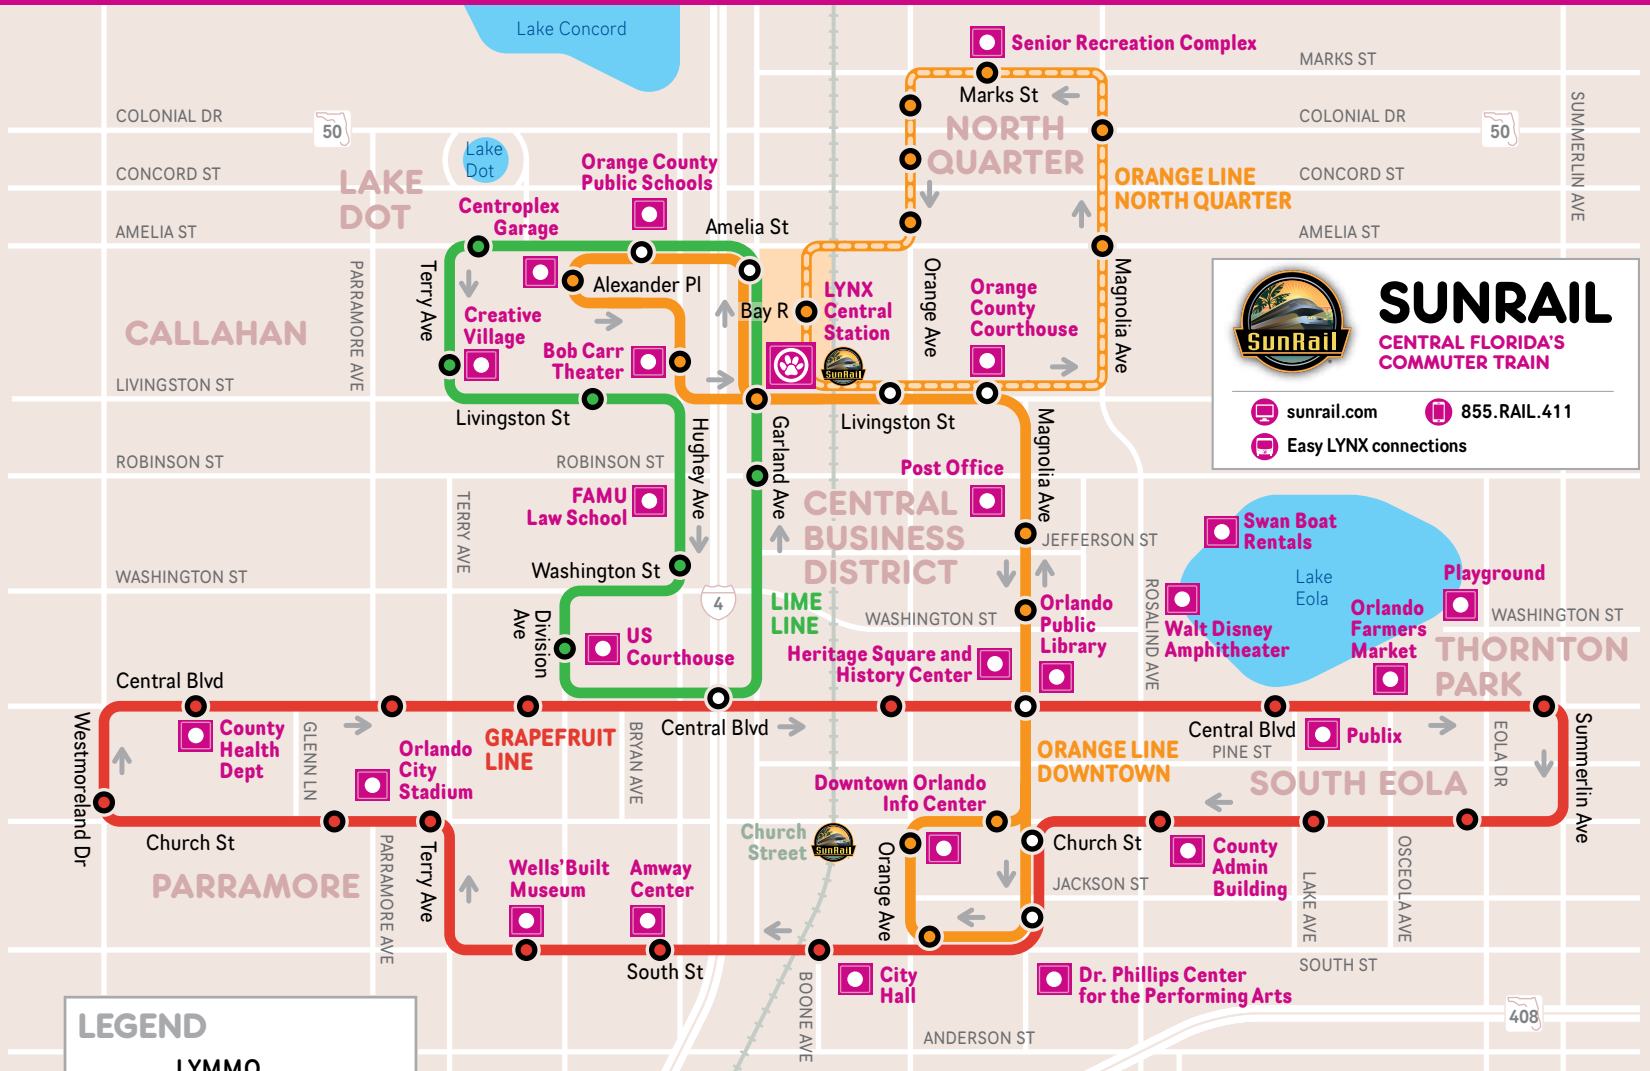 Lake Concord
Senior Recreation Complex
MARKS ST
Marks St
COLONIAL DR
50
NORTH
QUARTER
COLONIAL DR
50
SUMMERLIN AVE
Lake
Dot
Orange County
Public Schools
CONCORD ST
LAKE
DOT
ORANGE LINE
NORTH QUARTER
CONCORD ST
Centroplex
Garage
AMELIA ST
Amelia St
AMELIA ST
PARRAMORE AVE
Terry Ave
Alexander Pl
Orange Ave
Magnolia Ave
Bay R
LYNX
Central
Station
Orange
County
Courthouse
SunRail
SUNRAIL
CENTRAL FLORIDA'S
COMMUTER TRAIN
sunrail.com
855.RAIL.411
Easy LYNX connections
CALLAHAN
Creative
Village
Bob Carr
Theater
SunRail
LIVINGSTON ST
Livingston St
Livingston St
Hughey Ave
Garland Ave
Magnolia Ave
ROBINSON ST
ROBINSON ST
Post Office
FAMU
Law School
TERRY AVE
CENTRAL
BUSINESS
DISTRICT
JEFFERSON ST
Swan Boat
Rentals
Lake
Eola
Playground
WASHINGTON ST
Washington St
4
LIME
LINE
WASHINGTON ST
Orlando
Public
Library
ROSALIND AVE
Walt Disney
Amphitheater
Orlando
Farmers
Market
WASHINGTON ST
THORNTON
PARK
Division
Ave
US
Courthouse
Heritage Square and
History Center
Central Blvd
Central Blvd
Central Blvd
PINE ST
Publix
Westmoreland Dr
County
Health
Dept
GLENN LN
Orlando
City
Stadium
GRAPEFRUIT
LINE
BRYAN AVE
ORANGE LINE
DOWNTOWN
SOUTH EOLA
EOLA DR
Summerlin Ave
Downtown Orlando
Info Center
Church St
Church
Street
SunRail
Church St
PARRAMORE
PARRAMORE AVE
Terry Ave
Wells'Built
Museum
Amway
Center
Orange Ave
JACKSON ST
County
Admin
Building
LAKE AVE
OSCEOLA AVE
South St
BOONE AVE
City
Hall
Dr. Phillips Center
for the Performing Arts
SOUTH ST
ANDERSON ST
408
LEGEND
LYMMO